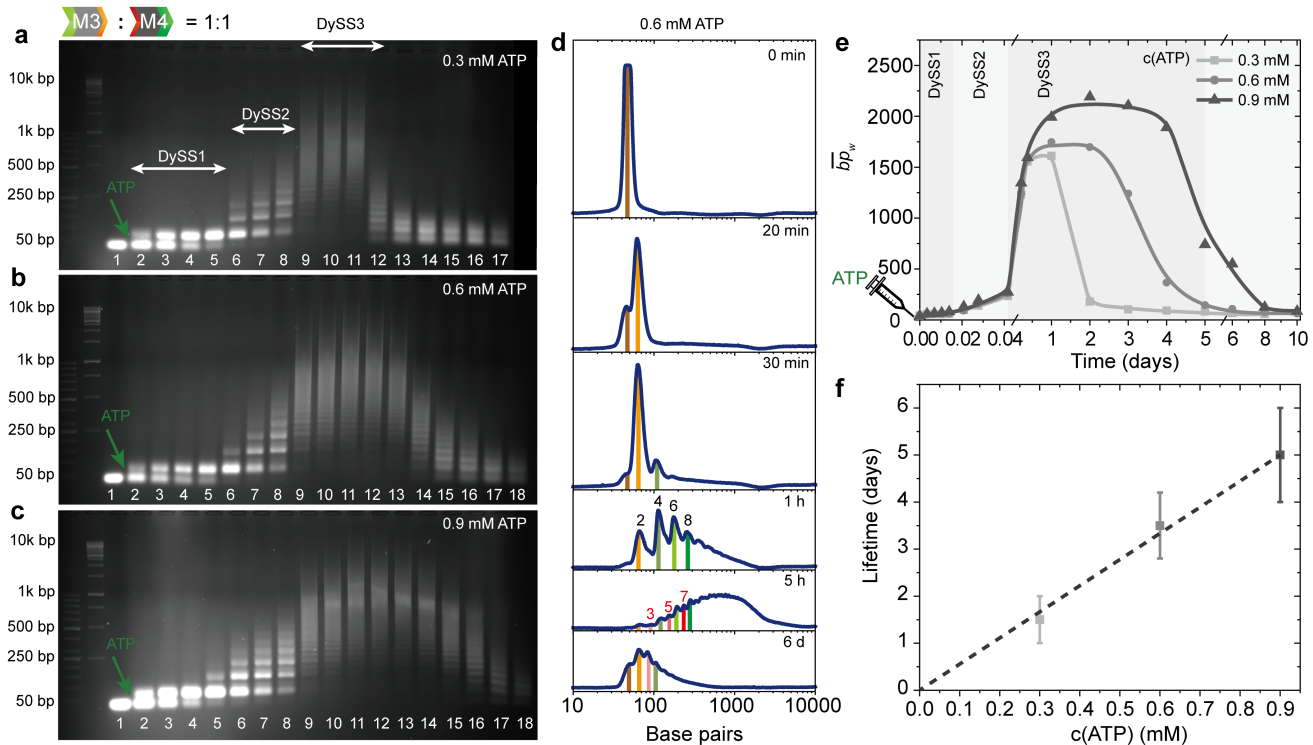 M3 : M4 = 1:1
a
DySS3
0.3 mM ATP
10k bp
1k bp
DySS2
500 bp
DySS1
250 bp
ATP
50 bp
1 2 3 4 5 6 7 8 9 10 11 12 13 14 15 16 17
b
0.6 mM ATP
10k bp
1k bp
500 bp
250 bp
ATP
50 bp
1 2 3 4 5 6 7 8 9 10 11 12 13 14 15 16 17 18
c
0.9 mM ATP
10k bp
1k bp
500 bp
250 bp
ATP
50 bp
1 2 3 4 5 6 7 8 9 10 11 12 13 14 15 16 17 18
d
0.6 mM ATP
0 min
20 min
30 min
1 h
2 4 6 8
5 h
3 5 7
6 d
10 100 1000 10000
Base pairs
e
DySS1
DySS2
DySS3
c(ATP)
0.3 mM
0.6 mM
0.9 mM
2500
2000
1500
1000
500
0
bpw
ATP
0.00 0.02 0.04 1 2 3 4 5 6 8 10
Time (days)
f
6
5
4
3
2
1
0
Lifetime (days)
0.0 0.1 0.2 0.3 0.4 0.5 0.6 0.7 0.8 0.9
c(ATP) (mM)